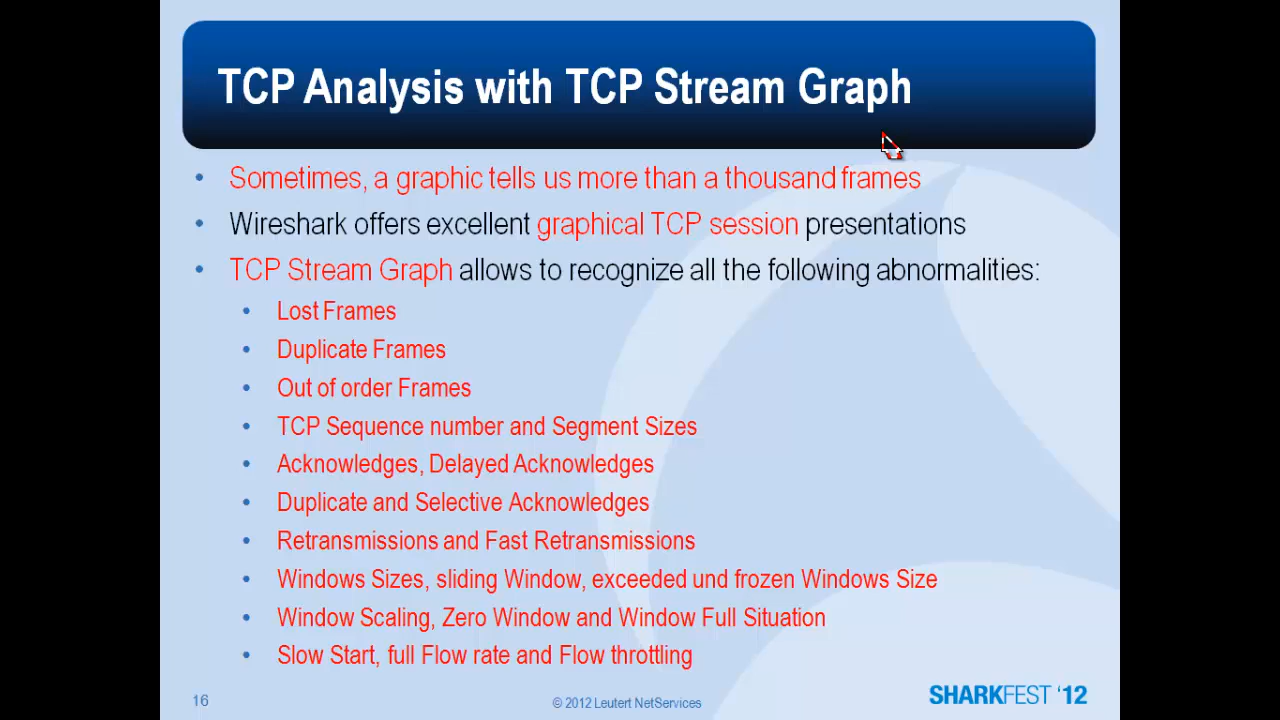 TCP Analysis with TCP Stream Graph
• Sometimes, a graphic tells us more than a thousand frames
• Wireshark offers excellent graphical TCP session presentations
• TCP Stream Graph allows to recognize all the following abnormalities:
• Lost Frames
• Duplicate Frames
• Out of order Frames
• TCP Sequence number and Segment Sizes
• Acknowledges, Delayed Acknowledges
• Duplicate and Selective Acknowledges
• Retransmissions and Fast Retransmissions
• Windows Sizes, sliding Window, exceeded und frozen Windows Size
• Window Scaling, Zero Window and Window Full Situation
• Slow Start, full Flow rate and Flow throttling
16
© 2012 Leutert NetServices
SHARKFEST '12